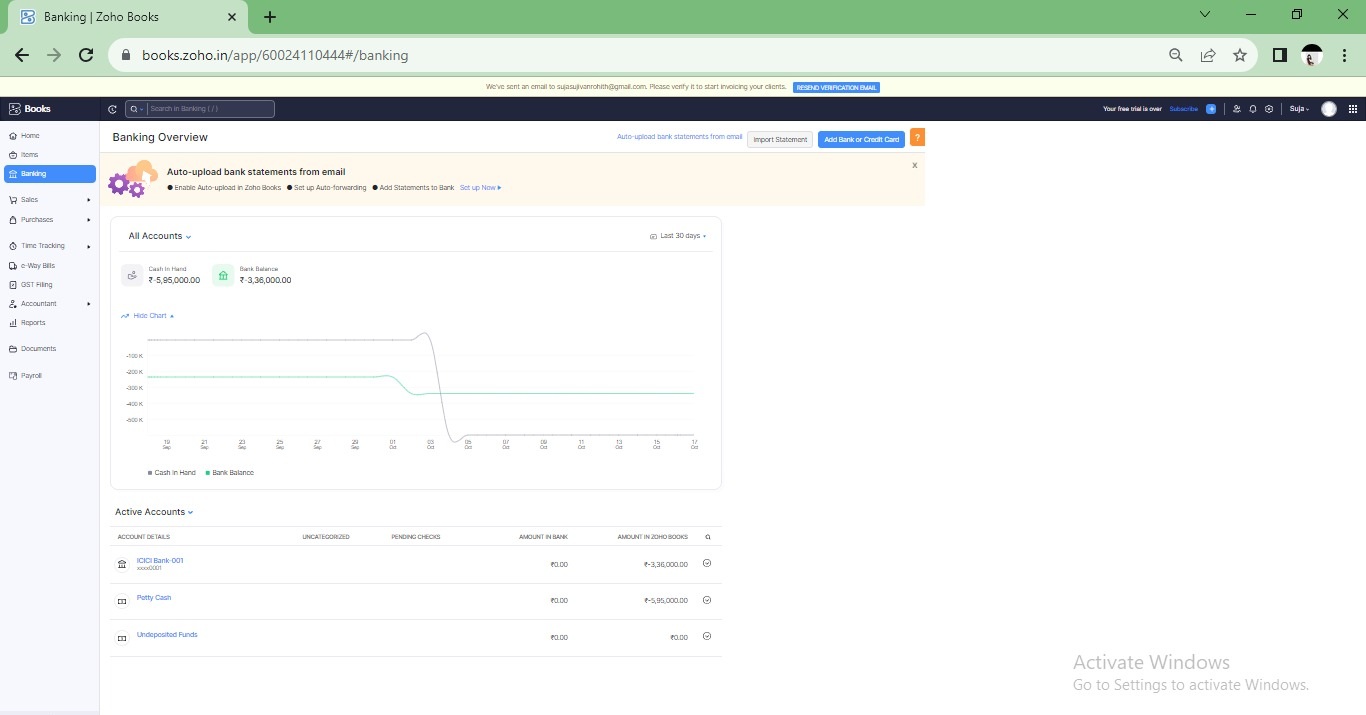 Banking | Zoho Books
books.zoho.in/app/60024110444#/banking
We've sent an email to sujasujivanrohith@gmail.com. Please verify it to start invoicing your clients. RESEND VERIFICATION EMAIL
Books
Search in Banking ( / )
Your free trial is over Subscribe
Suja
Home
Items
Banking
Sales
Purchases
Time Tracking
e-Way Bills
GST Filing
Accountant
Reports
Documents
Payroll
Banking Overview
Auto-upload bank statements from email
Import Statement
Add Bank or Credit Card
?
Auto-upload bank statements from email
x
● Enable Auto-upload in Zoho Books ● Set up Auto-forwarding ● Add Statements to Bank Set up Now
All Accounts
Last 30 days
Cash In Hand
₹-5,95,000.00
Bank Balance
₹-3,36,000.00
Hide Chart
-100 K
-200 K
-300 K
-400 K
-500 K
19 Sep
21 Sep
23 Sep
25 Sep
27 Sep
29 Sep
01 Oct
03 Oct
05 Oct
07 Oct
09 Oct
11 Oct
13 Oct
15 Oct
17 Oct
Cash In Hand
Bank Balance
Active Accounts
ACCOUNT DETAILS UNCATEGORIZED PENDING CHECKS AMOUNT IN BANK AMOUNT IN ZOHO BOOKS
ICICI Bank-001 ₹0.00 ₹-3,36,000.00
xxxx0001
Petty Cash ₹0.00 ₹-5,95,000.00
Undeposited Funds ₹0.00 ₹0.00
Activate Windows
Go to Settings to activate Windows.